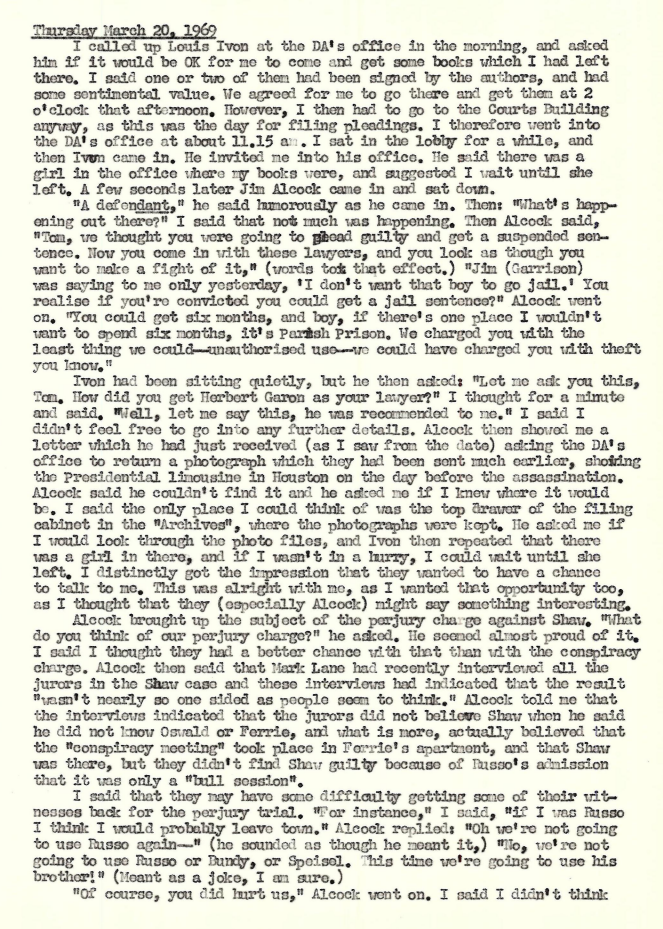 Thursday March 20, 1969
I called up Louis Ivon at the DA's office in the morning, and asked
him if it would be OK for me to come and get some books which I had left
there. I said one or two of them had been signed by the authors, and had
some sentimental value. We agreed for me to go there and get them at 2
o'clock that afternoon. However, I then had to go to the Courts Building
anyway, as this was the day for filing pleadings. I therefore went into
the DA's office at about 11.15 am. I sat in the lobby for a while, and
then Ivon came in. He invited me into his office. He said there was a
girl in the office where my books were, and suggested I wait until she
left. A few seconds later Jim Alcock came in and sat down.
"A defendant," he said humorously as he came in. Then: "What's happ-
ening out there?" I said that not much was happening. Then Alcock said,
"Tom, we thought you were going to plead guilty and get a suspended sen-
tence. Now you come in with these lawyers, and you look as though you
want to make a fight of it," (words to that effect.) "Jim (Garrison)
was saying to me only yesterday, 'I don't want that boy to go jail.' You
realise if you're convicted you could get a jail sentence?" Alcock went
on. "You could get six months, and boy, if there's one place I wouldn't
want to spend six months, it's Parish Prison. We charged you with the
least thing we could—unauthorised use—we could have charged you with theft
you know."
Ivon had been sitting quietly, but he then asked: "Let me ask you this,
Tom. How did you get Herbert Garon as your lawyer?" I thought for a minute
and said. "Well, let me say this, he was recommended to me." I said I
didn't feel free to go into any further details. Alcock then showed me a
letter which he had just received (as I saw from the date) asking the DA's
office to return a photograph which they had been sent much earlier, showing
the Presidential limousine in Houston on the day before the assassination.
Alcock said he couldn't find it and he asked me if I knew where it would
be. I said the only place I could think of was the top drawer of the filing
cabinet in the "Archives", where the photographs were kept. He asked me if
I would look through the photo files, and Ivon then repeated that there
was a girl in there, and if I wasn't in a hurry, I could wait until she
left. I distinctly got the impression that they wanted to have a chance
to talk to me. This was alright with me, as I wanted that opportunity too,
as I thought that they (especially Alcock) might say something interesting.
Alcock brought up the subject of the perjury charge against Shaw. "What
do you think of our perjury charge?" he asked. He seemed almost proud of it.
I said I thought they had a better chance with that than with the conspiracy
charge. Alcock then said that Mark Lane had recently interviewed all the
jurors in the Shaw case and these interviews had indicated that the result
"wasn't nearly so one sided as people seem to think." Alcock told me that
the interviews indicated that the jurors did not believe Shaw when he said
he did not know Oswald or Ferrie, and what is more, actually believed that
the "conspiracy meeting" took place in Ferrie's apartment, and that Shaw
was there, but they didn't find Shaw guilty because of Russo's admission
that it was only a "bull session".
I said that they may have some difficulty getting some of their wit-
nesses back for the perjury trial. "For instance," I said, "if I was Russo
I think I would probably leave town." Alcock replied: "Oh we're not going
to use Russo again—" (he sounded as though he meant it,) "No, we're not
going to use Russo or Bundy, or Speisel. This time we're going to use his
brother!" (Meant as a joke, I am sure.)
"Of course, you did hurt us," Alcock went on. I said I didn't think